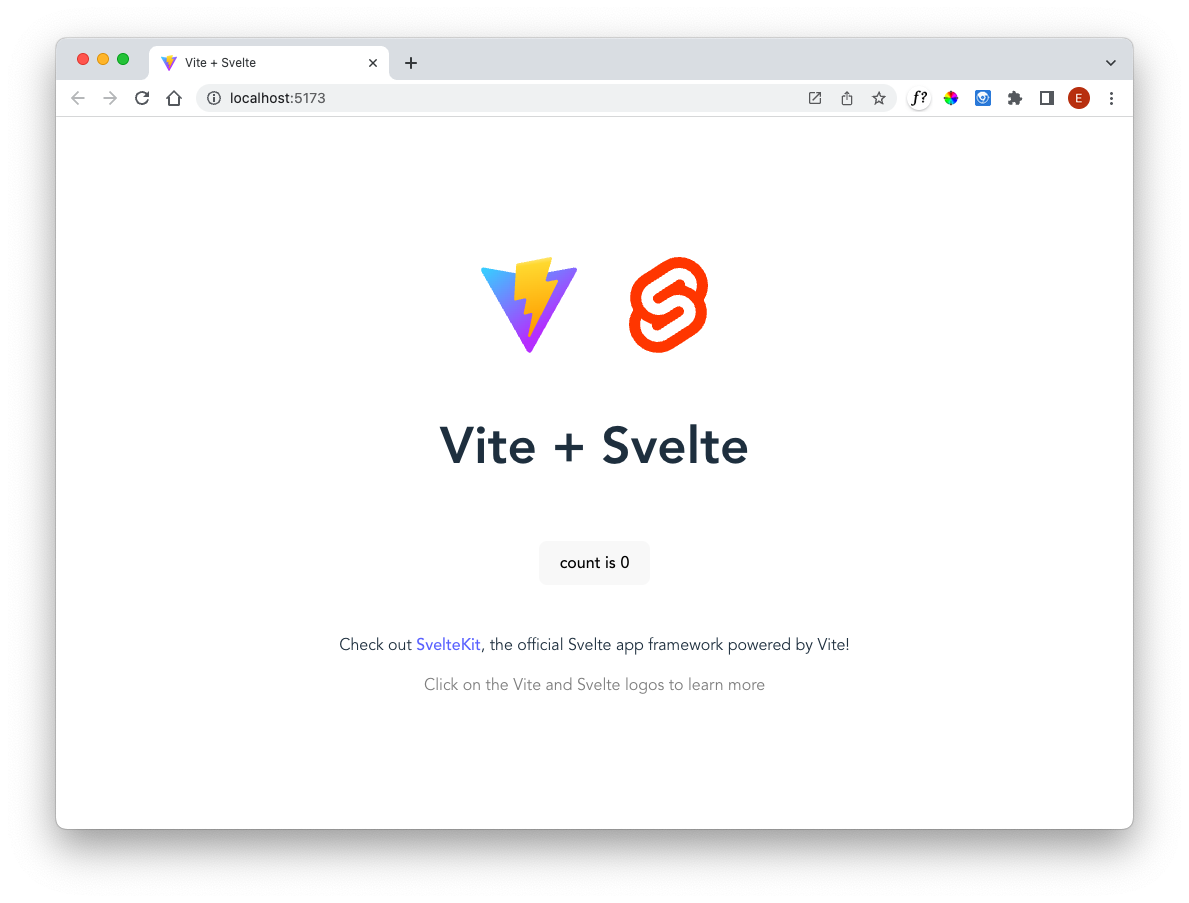 Vite + Svelte
localhost:5173
f?
E
Vite + Svelte
count is 0
Check out SvelteKit, the official Svelte app framework powered by Vite!
Click on the Vite and Svelte logos to learn more